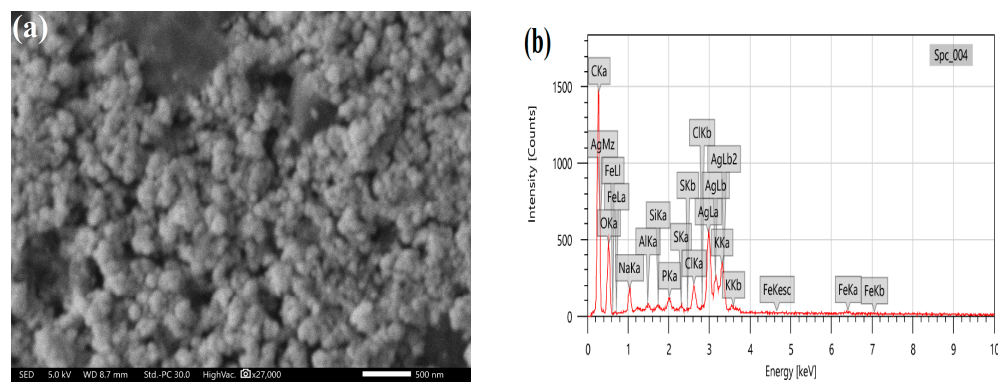 (a)
SED 5.0 kV WD 8.7 mm Std.-PC 30.0 HighVac. x27,000 500 nm
(b)
Spc_004
Intensity [Counts]
1500
1000
500
0
CKa
AgMz
FeLl
FeLa
OKa
NaKa
AlKa
SiKa
PKa
SKa
SKb
ClKa
ClKb
AgLb2
AgLb
AgLa
KKa
KKb
FeKesc
FeKa
FeKb
0 1 2 3 4 5 6 7 8 9 10
Energy [keV]